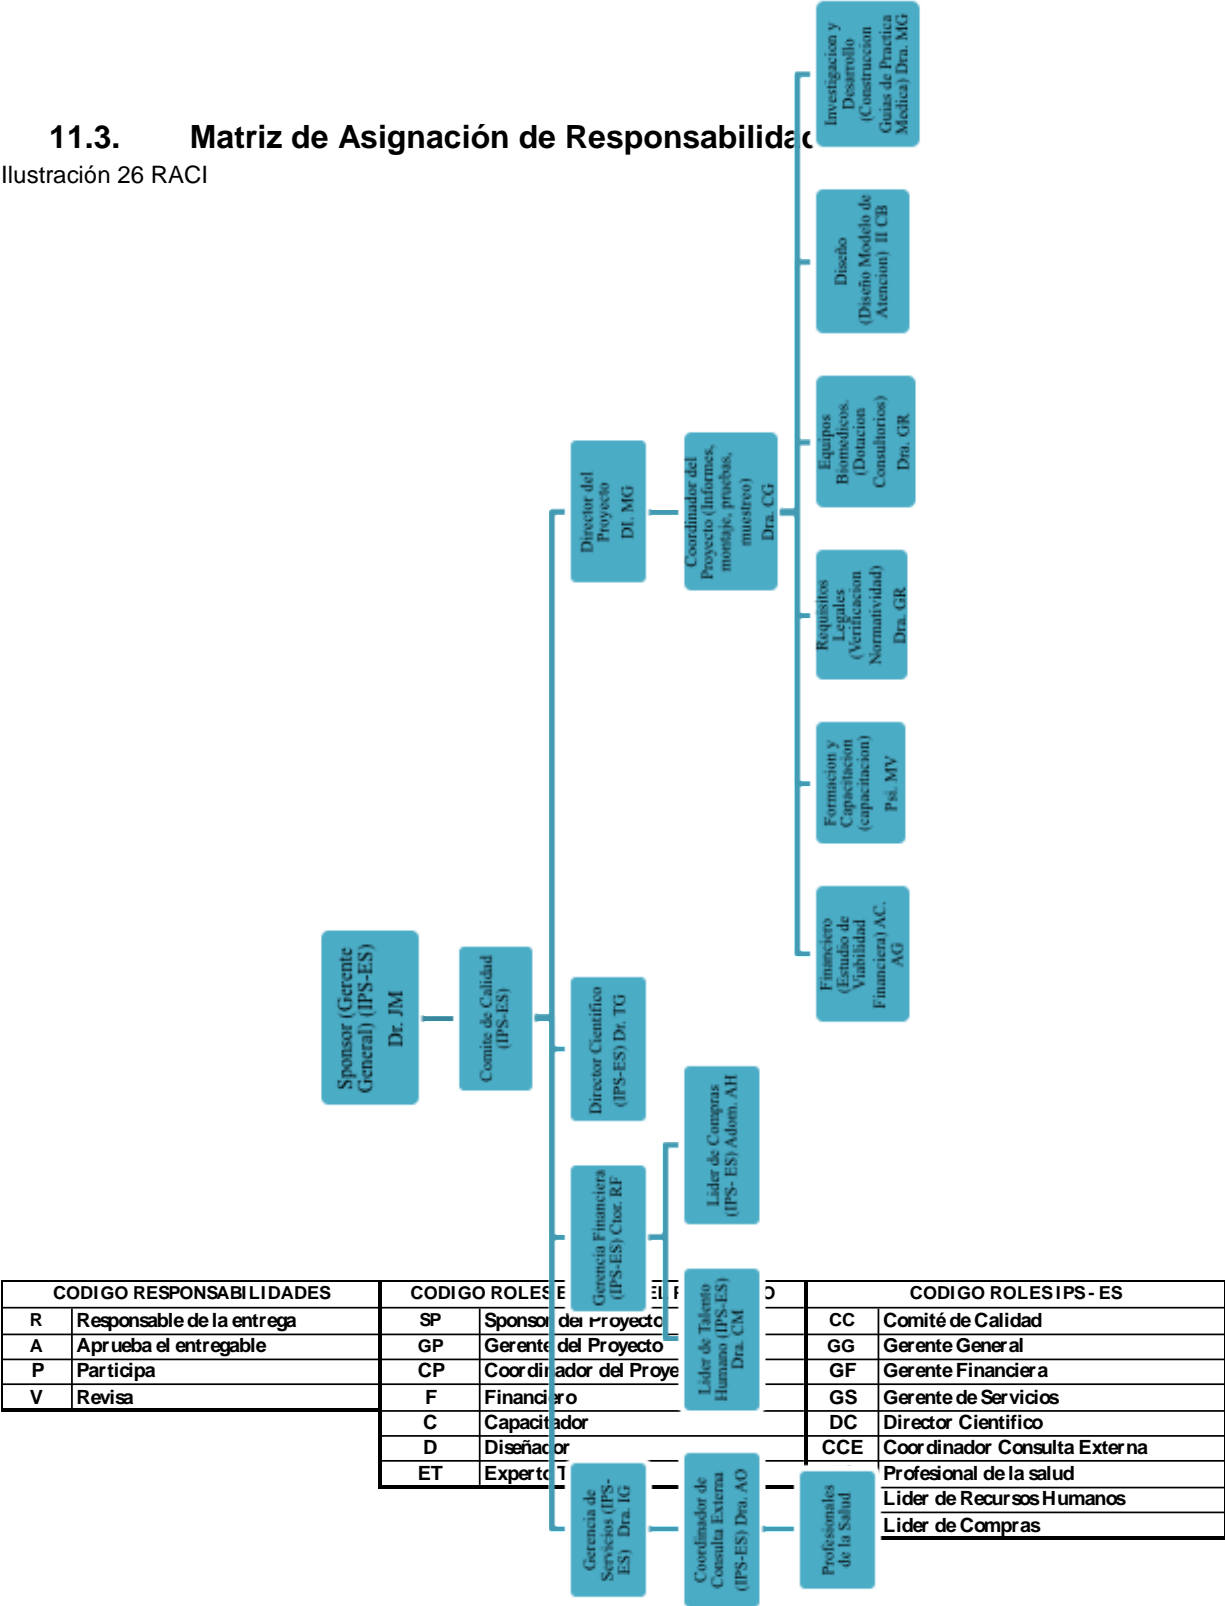 11.3. Matriz de Asignación de Responsabilidad
Ilustración 26 RACI
Sponsor (Gerente
General) (IPS-ES)
Dr. JM
Comite de Calidad
(IPS-ES)
Gerencia de
Servicios (IPS-
ES) Dra. IG
Gerencia Financiera
(IPS-ES) Ctor. RF
Director Cientifico
(IPS-ES) Dr. TG
Director del
Proyecto
DI. MG
Coordinador de
Consulta Externa
(IPS-ES) Dra. AO
Profesionales
de la Salud
Lider de Talento
Humano (IPS-ES)
Dra. CM
Lider de Compras
(IPS- ES) Adom. AH
Coordinador del
Proyecto (Informes,
montaje, pruebas,
muestreo)
Dra. CG
Financiero
(Estudio de
Viabilidad
Financiera) AC.
AG
Formacion y
Capacitacion
(capacitacion)
Psi. MV
Requisitos
Legales
(Verificacion
Normatividad)
Dra. GR
Equipos
Biomedicos.
(Dotacion
Consultorios)
Dra. GR
Diseño
(Diseño Modelo de
Atencion) II CB
Investigacion y
Desarrollo
(Construccion
Guias de Practica
Medica) Dra. MG
CODIGO RESPONSABILIDADES
R Responsable de la entrega
A Aprueba el entregable
P Participa
V Revisa
CODIGO ROLES
SP Sponsor del Proyecto
GP Gerente del Proyecto
CP Coordinador del Proye
F Financiero
C Capacitador
D Diseñador
ET Experto T
CODIGO ROLES IPS - ES
CC Comité de Calidad
GG Gerente General
GF Gerente Financiera
GS Gerente de Servicios
DC Director Cientifico
CCE Coordinador Consulta Externa
Profesional de la salud
Lider de Recursos Humanos
Lider de Compras